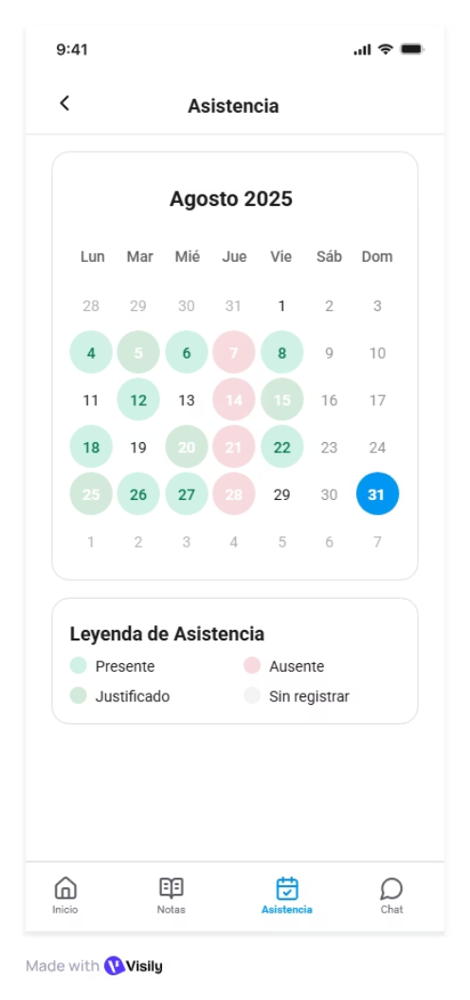 9:41
Asistencia
Agosto 2025
Lun Mar Mié Jue Vie Sáb Dom
28 29 30 31 1 2 3
4 5 6 7 8 9 10
11 12 13 14 15 16 17
18 19 20 21 22 23 24
25 26 27 28 29 30 31
1 2 3 4 5 6 7
Leyenda de Asistencia
Presente Ausente
Justificado Sin registrar
Inicio Notas Asistencia Chat
Made with Visily